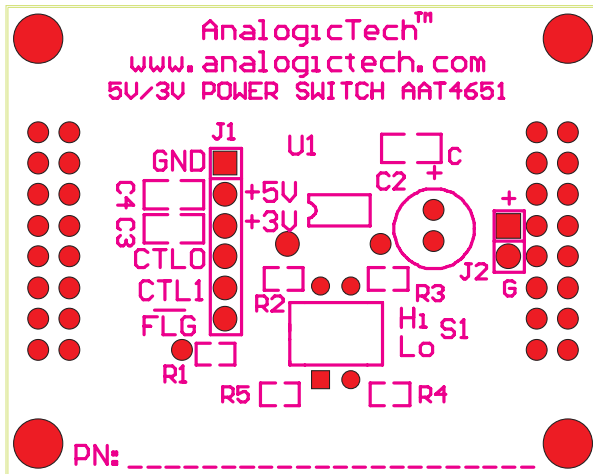 AnalogicTech™
www.analogictech.com
5V/3V POWER SWITCH AAT4651
J1
U1
GND
C
C2
+
C4
+5V
+
C3
+3V
CTL0
J2
CTL1
R2
R3
G
FLG
Hi
S1
Lo
R1
R5
R4
PN:_ _ _ _ _ _ _ _ _ _ _ _ _ _ _ _ _ _ _ _ _ _